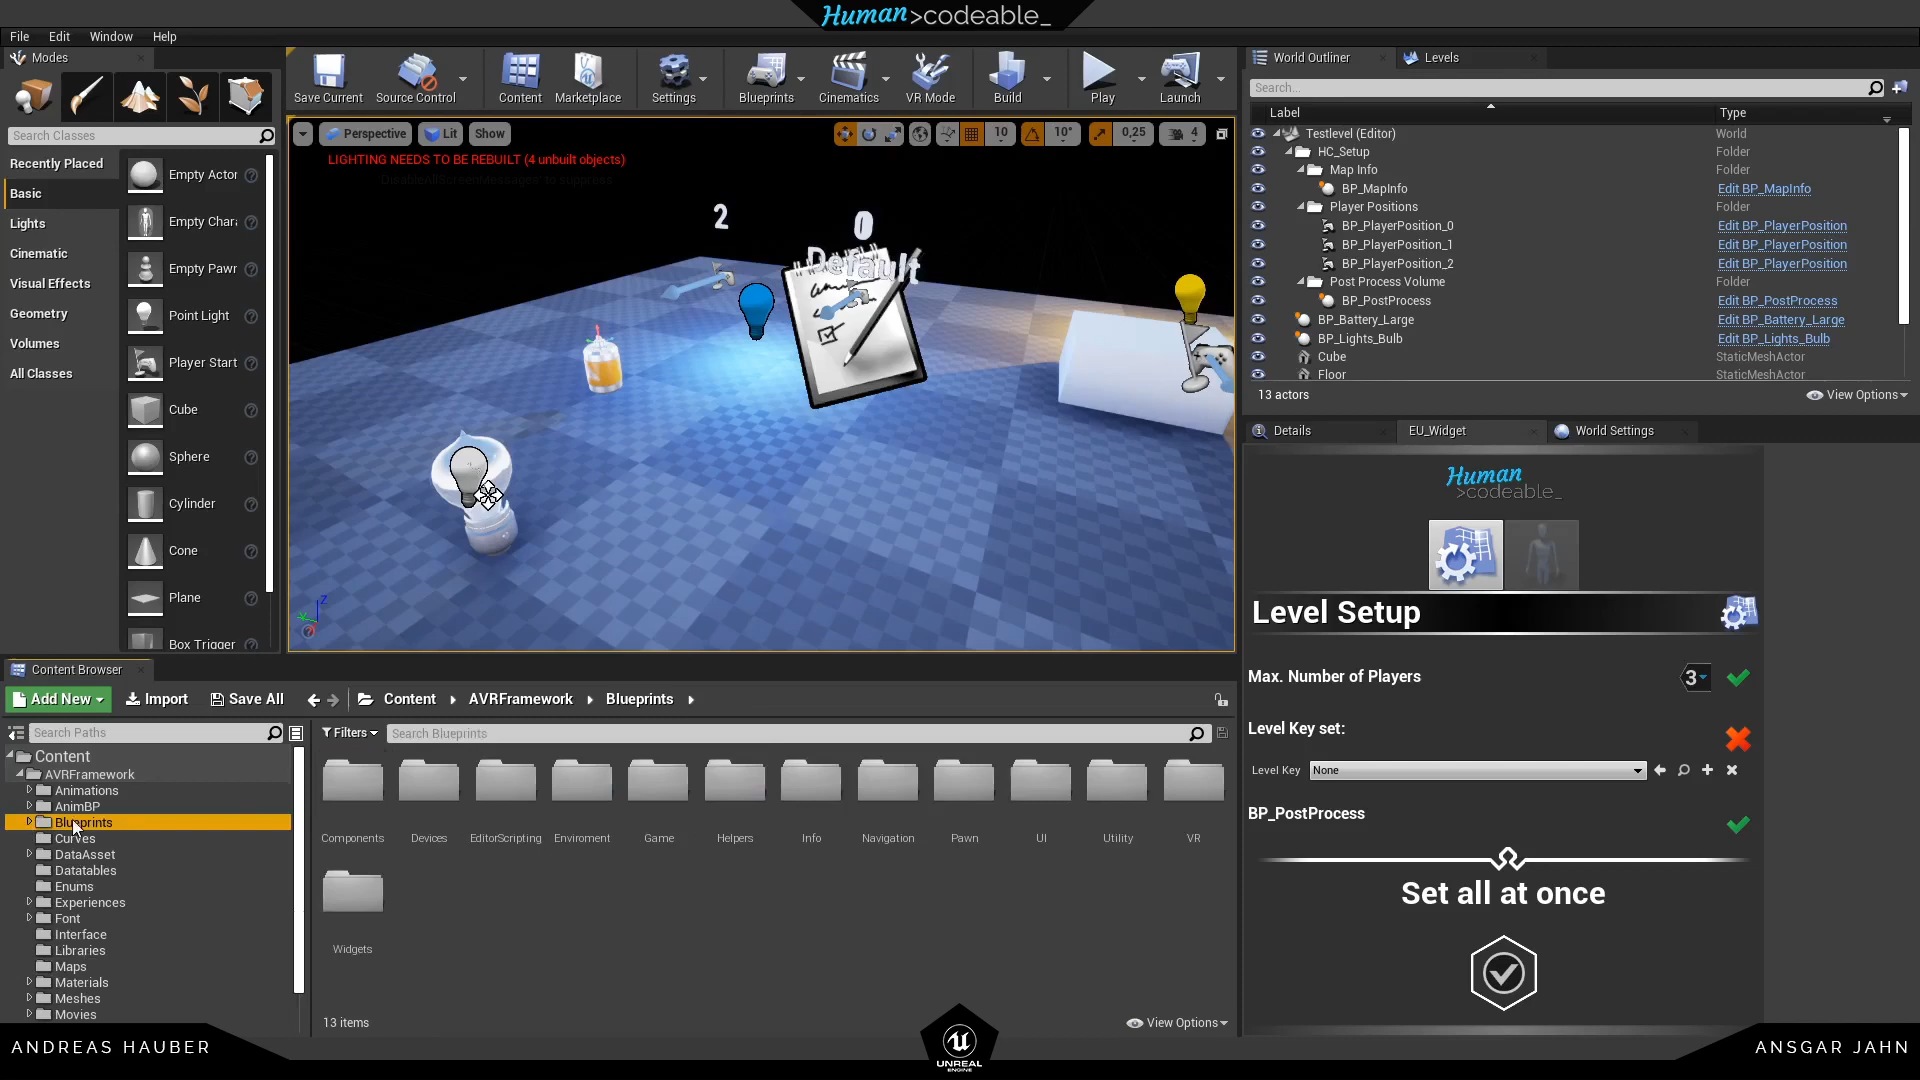 Human
>codeable_
File Edit Window Help
Modes
Search Classes
Recently Placed
Basic
Lights
Cinematic
Visual Effects
Geometry
Volumes
All Classes
Empty Actor
Empty Chara
Empty Pawn
Point Light
Player Start
Cube
Sphere
Cylinder
Cone
Plane
Box Trigger
Save Current Source Control Content Marketplace Settings Blueprints Cinematics VR Mode Build Play Launch
Perspective Lit Show 10 10° 0,25 4
LIGHTING NEEDS TO BE REBUILT (4 unbuilt objects)
'DisableAllScreenMessages' to suppress
2
0
Default
Z
World Outliner Levels
Search...
Label Type
Testlevel (Editor) World
HC_Setup Folder
Map Info Folder
BP_MapInfo Edit BP_MapInfo
Player Positions Folder
BP_PlayerPosition_0 Edit BP_PlayerPosition
BP_PlayerPosition_1 Edit BP_PlayerPosition
BP_PlayerPosition_2 Edit BP_PlayerPosition
Post Process Volume Folder
BP_PostProcess Edit BP_PostProcess
BP_Battery_Large Edit BP_Battery_Large
BP_Lights_Bulb Edit BP_Lights_Bulb
Cube StaticMeshActor
Floor StaticMeshActor
13 actors View Options
Details EU_Widget World Settings
Human
>codeable_
Level Setup
Max. Number of Players 3
Level Key set:
Level Key None
BP_PostProcess
Set all at once
Content Browser
Add New Import Save All Content AVRFramework Blueprints
Search Paths
Filters Search Blueprints
Content
AVRFramework
Animations
AnimBP
Blueprints
Curves
DataAsset
Datatables
Enums
Experiences
Font
Interface
Libraries
Maps
Materials
Meshes
Movies
Components Devices EditorScripting Enviroment Game Helpers Info Navigation Pawn UI Utility VR
Widgets
13 items View Options
ANDREAS HAUBER
UNREAL
ENGINE
ANSGAR JAHN